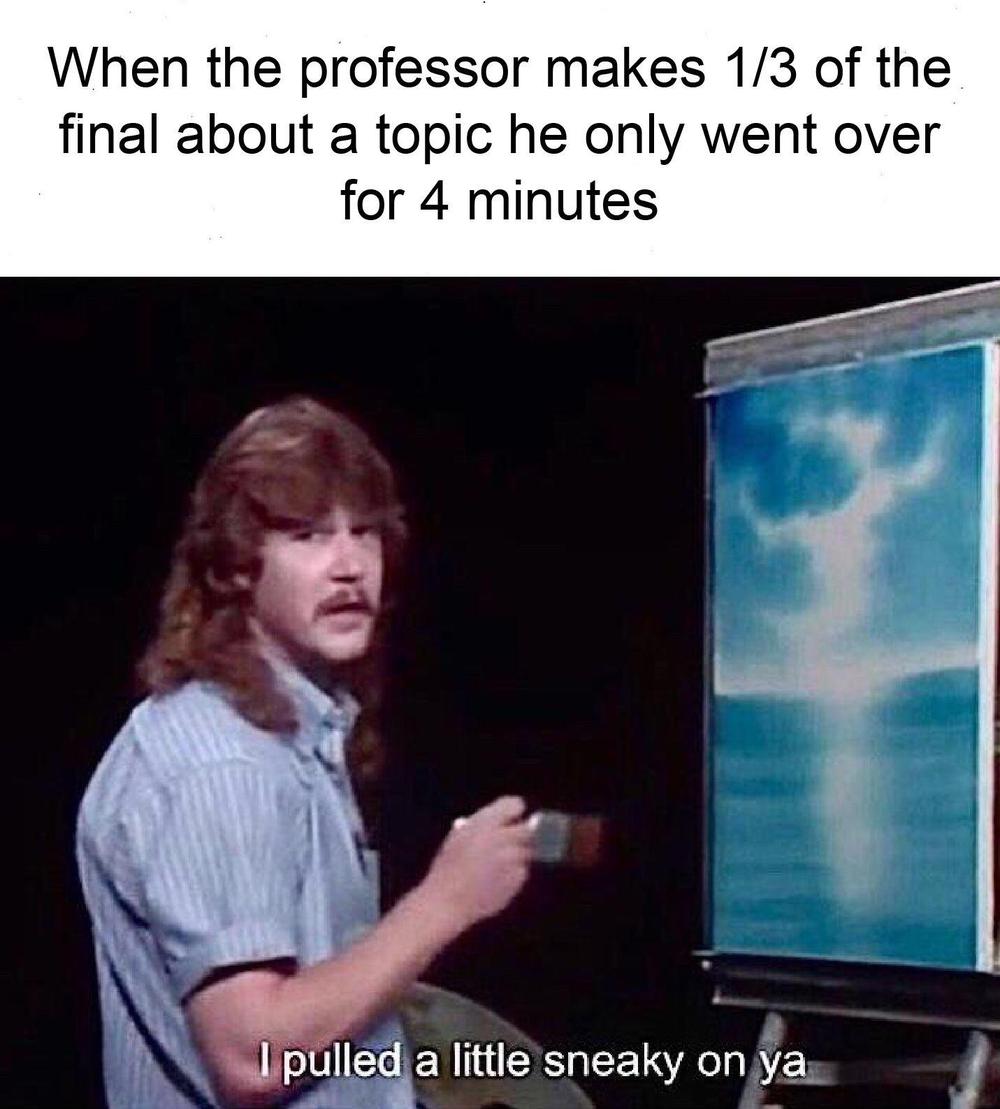 When the professor makes 1/3 of the
final about a topic he only went over
for 4 minutes
I pulled a little sneaky on ya